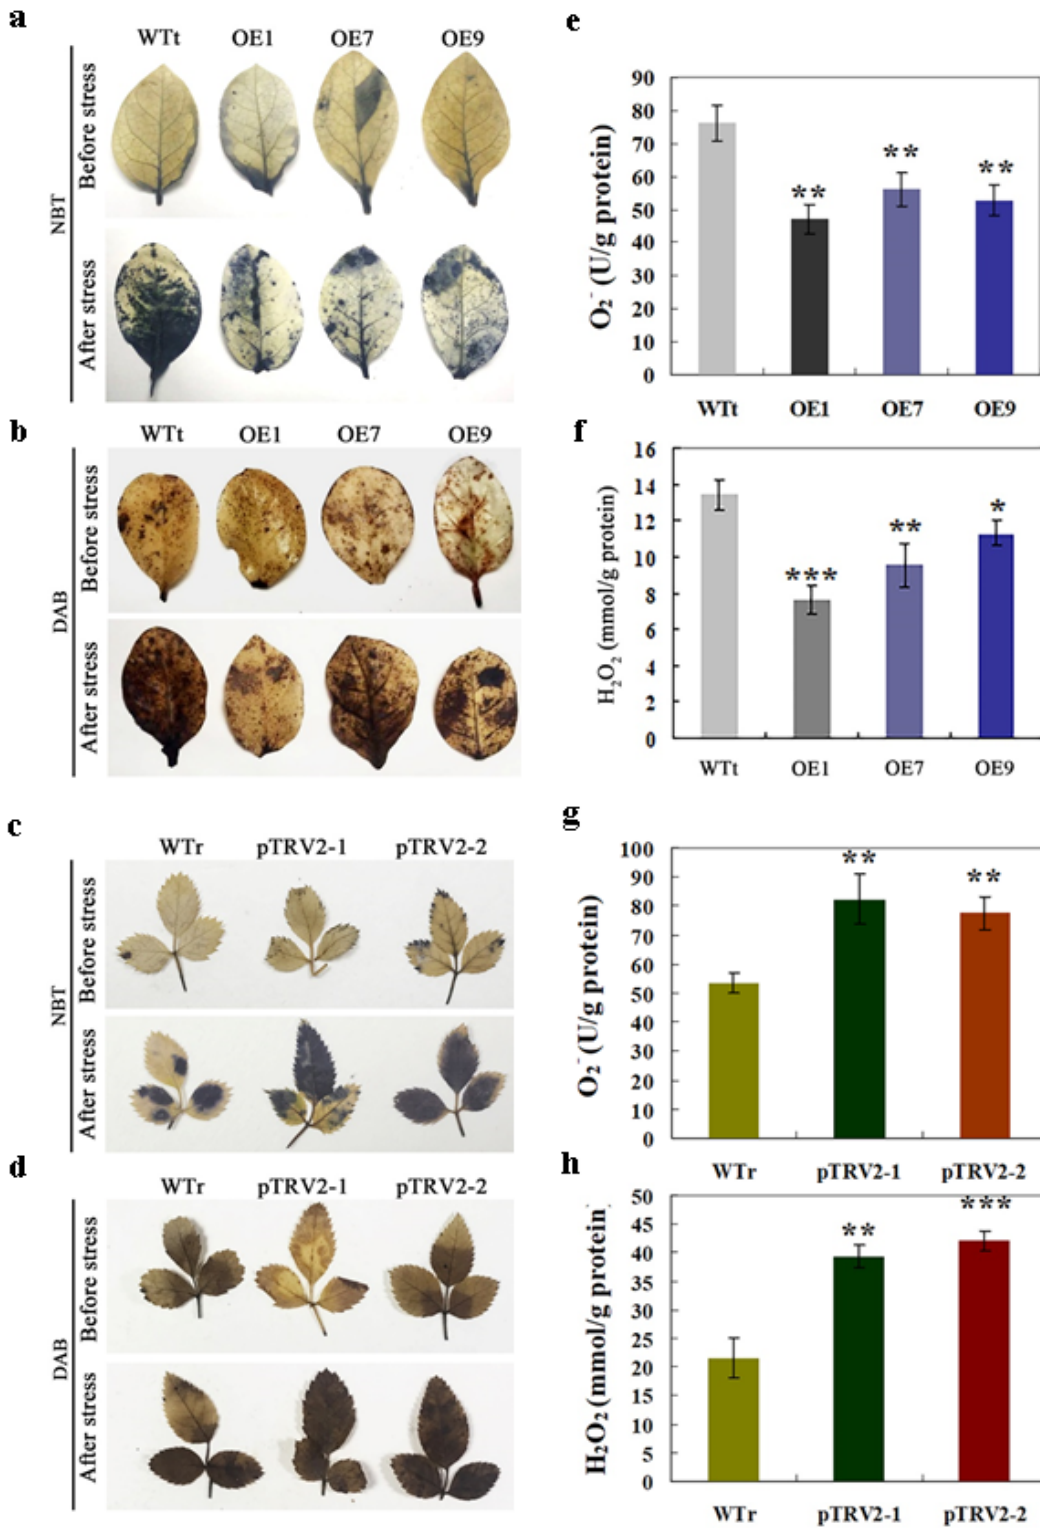 a
WTt OE1 OE7 OE9
NBT
Before stress
After stress
b
WTt OE1 OE7 OE9
DAB
Before stress
After stress
c
WTr pTRV2-1 pTRV2-2
NBT
Before stress
After stress
d
WTr pTRV2-1 pTRV2-2
DAB
Before stress
After stress
e
O₂⁻ (U/g protein)
90
80
70
60
50
40
30
20
10
0
** ** **
WTt OE1 OE7 OE9
f
H₂O₂ (mmol/g protein)
16
14
12
10
8
6
4
2
0
*** ** *
WTt OE1 OE7 OE9
g
O₂⁻ (U/g protein)
100
90
80
70
60
50
40
30
20
10
0
** **
WTr pTRV2-1 pTRV2-2
h
H₂O₂ (mmol/g protein)
50
45
40
35
30
25
20
15
10
5
0
** ***
WTr pTRV2-1 pTRV2-2